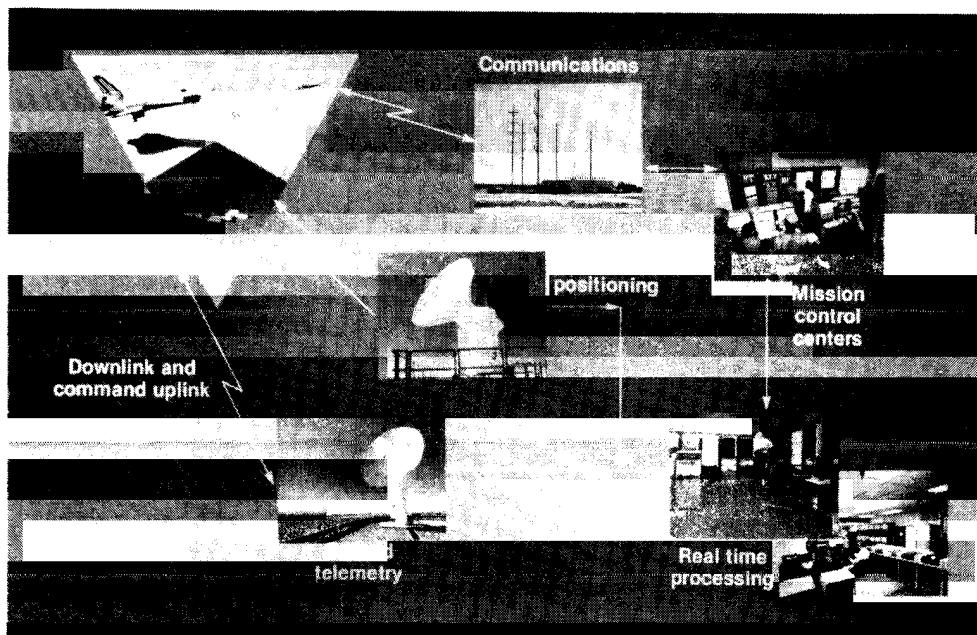 Communications
positioning
Mission
control
centers
Downlink and
command uplink
telemetry
Real time
processing